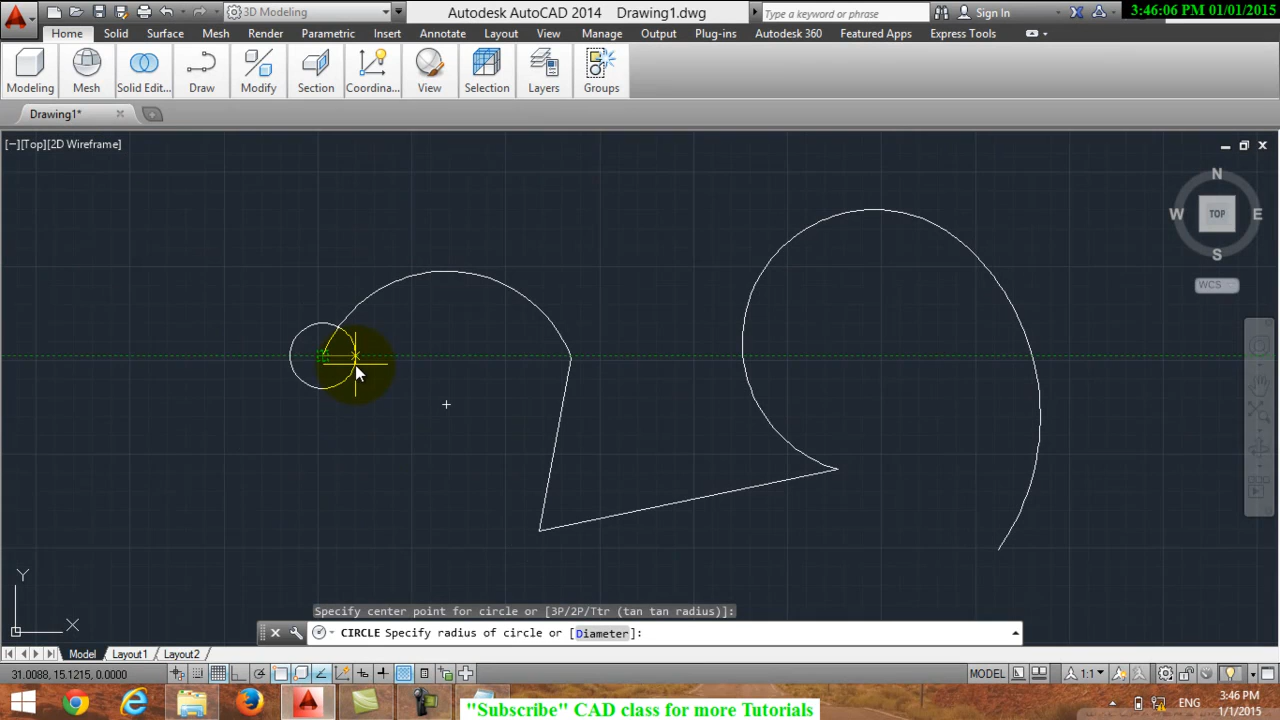 3D Modeling
Autodesk AutoCAD 2014 Drawing1.dwg
Type a keyword or phrase
Sign In
3:46:06 PM 01/01/2015
Home Solid Surface Mesh Render Parametric Insert Annotate Layout View Manage Output Plug-ins Autodesk 360 Featured Apps Express Tools
Modeling Mesh Solid Edit... Draw Modify Section Coordina... View Selection Layers Groups
Drawing1*
[−][Top][2D Wireframe]
N
W TOP E
S
WCS
Y
X
Specify center point for circle or [3P/2P/Ttr (tan tan radius)]:
CIRCLE Specify radius of circle or [Diameter]:
Model Layout1 Layout2
31.0088, 15.1215, 0.0000
MODEL
1:1
3:46 PM
ENG
1/1/2015
"Subscribe" CAD class for more Tutorials